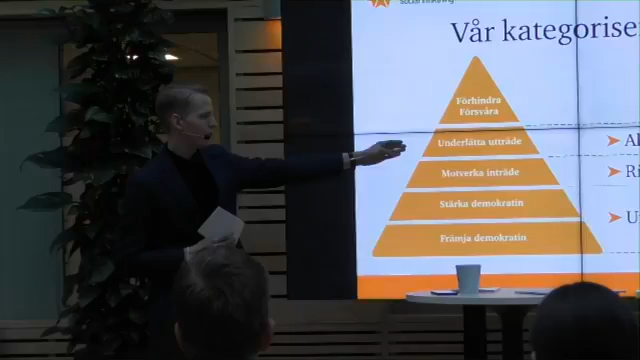 Vår kategorise
Förhindra
Försvåra
Underlätta utträde
Motverka inträde
Stärka demokratin
Främja demokratin